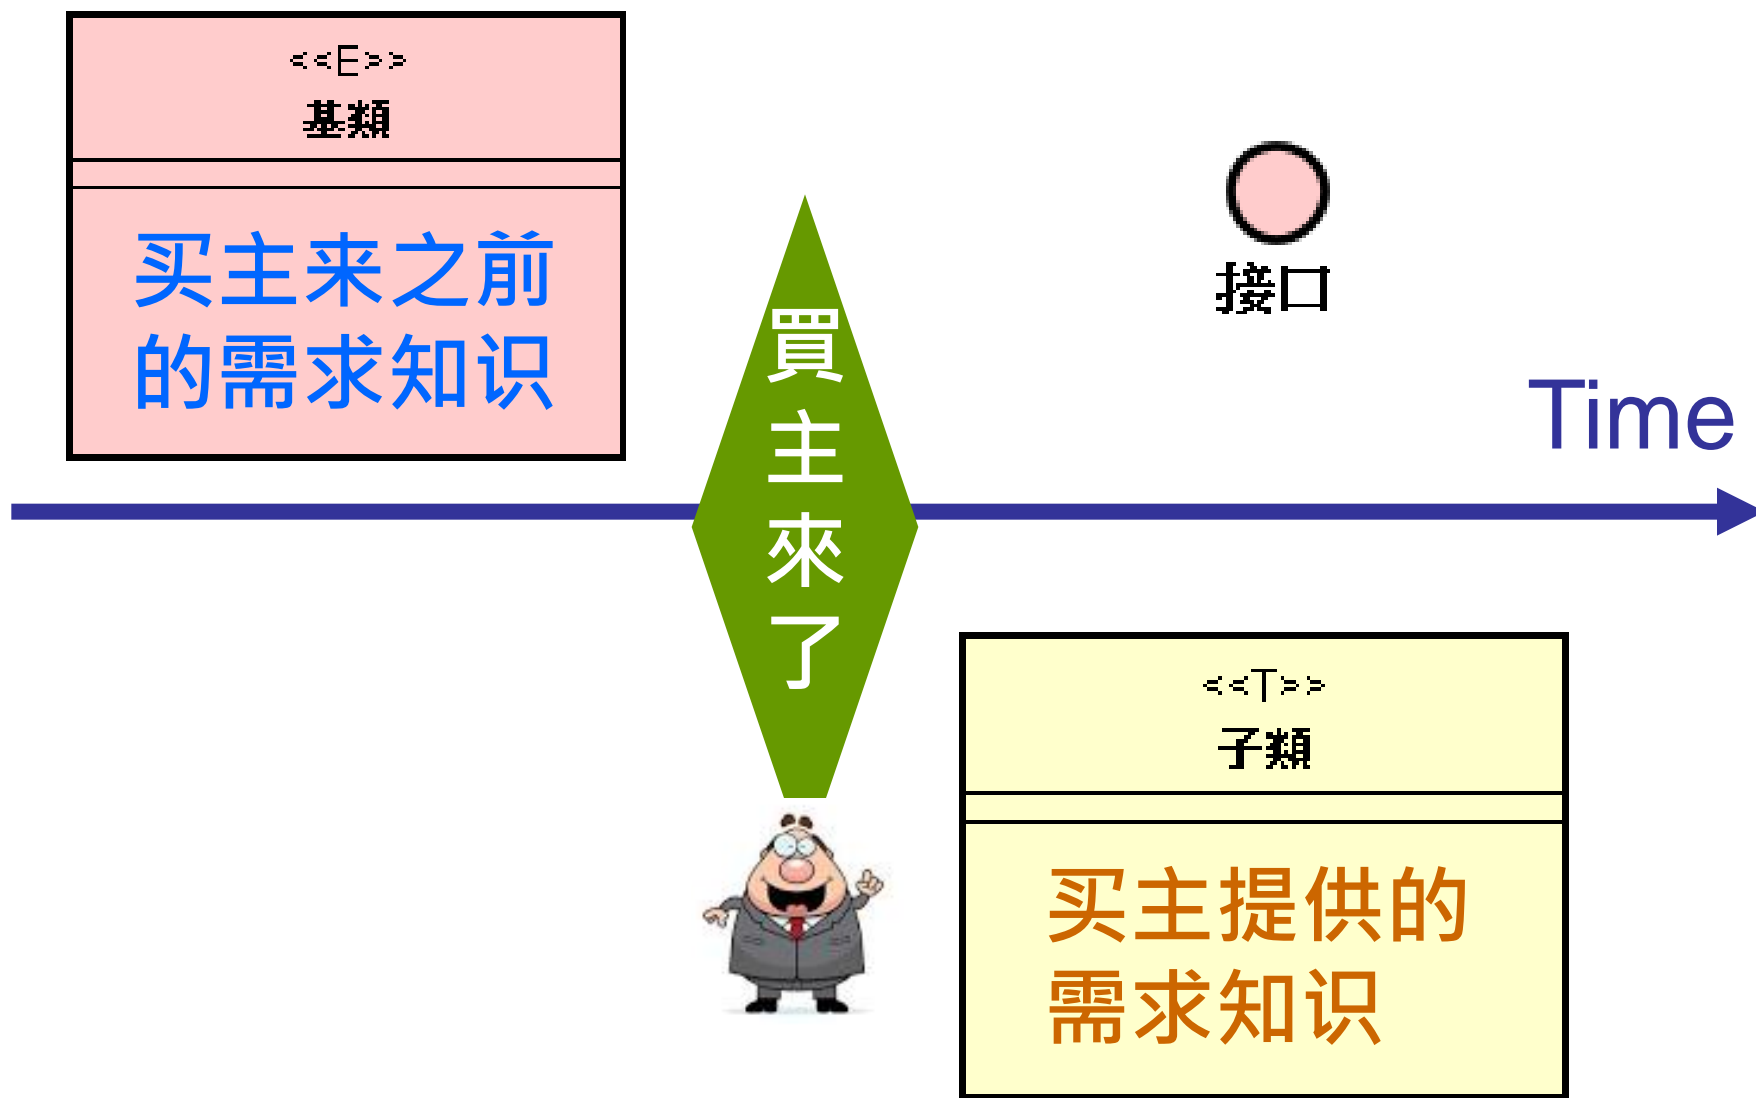 <<E>>
基類
买主来之前
的需求知识
買
主
來
了
接口
Time
<<T>>
子類
买主提供的
需求知识